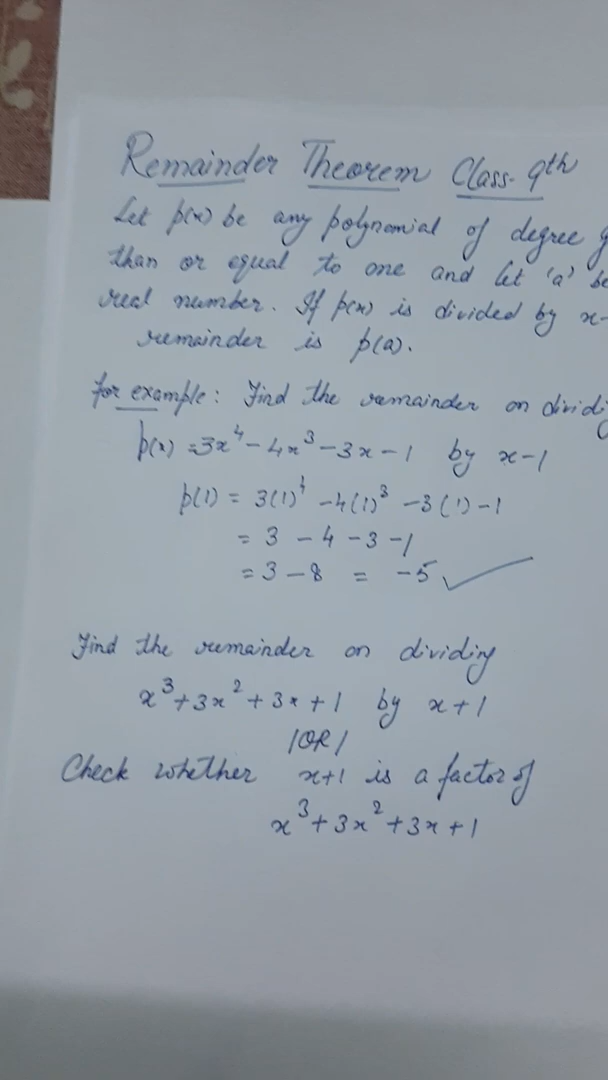 Remainder Theorem Class- 9th
Let p(x) be any polynomial of degree
than or equal to one and let 'a' be
real number. If p(x) is divided by x-
remainder is p(a).
for example: Find the remainder on
p(x) = 3x⁴ - 4x³ - 3x - 1 by x-1
p(1) = 3(1)⁴ - 4(1)³ - 3(1) - 1
= 3 - 4 - 3 - 1
= 3 - 8 = -5 ✓
Find the remainder on dividing
x³ + 3x² + 3x + 1 by x+1
/OR/
Check whether x+1 is a factor of
x³ + 3x² + 3x + 1